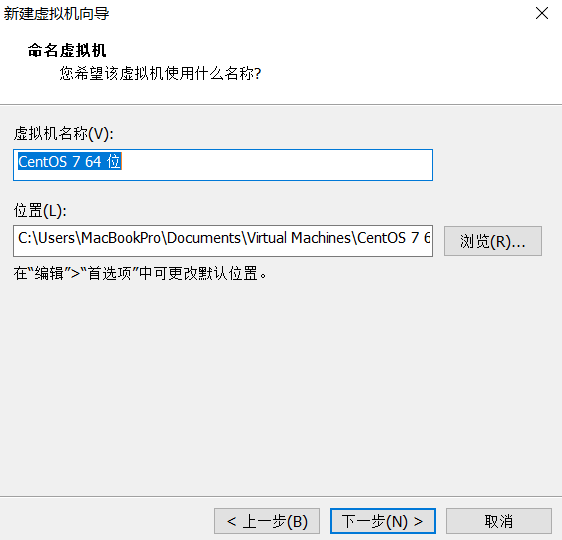 新建虚拟机向导
命名虚拟机
您希望该虚拟机使用什么名称?
虚拟机名称(V):
CentOS 7 64 位
位置(L):
C:\Users\MacBookPro\Documents\Virtual Machines\CentOS 7 6
浏览(R)...
在“编辑”>“首选项”中可更改默认位置。
< 上一步(B)
下一步(N) >
取消